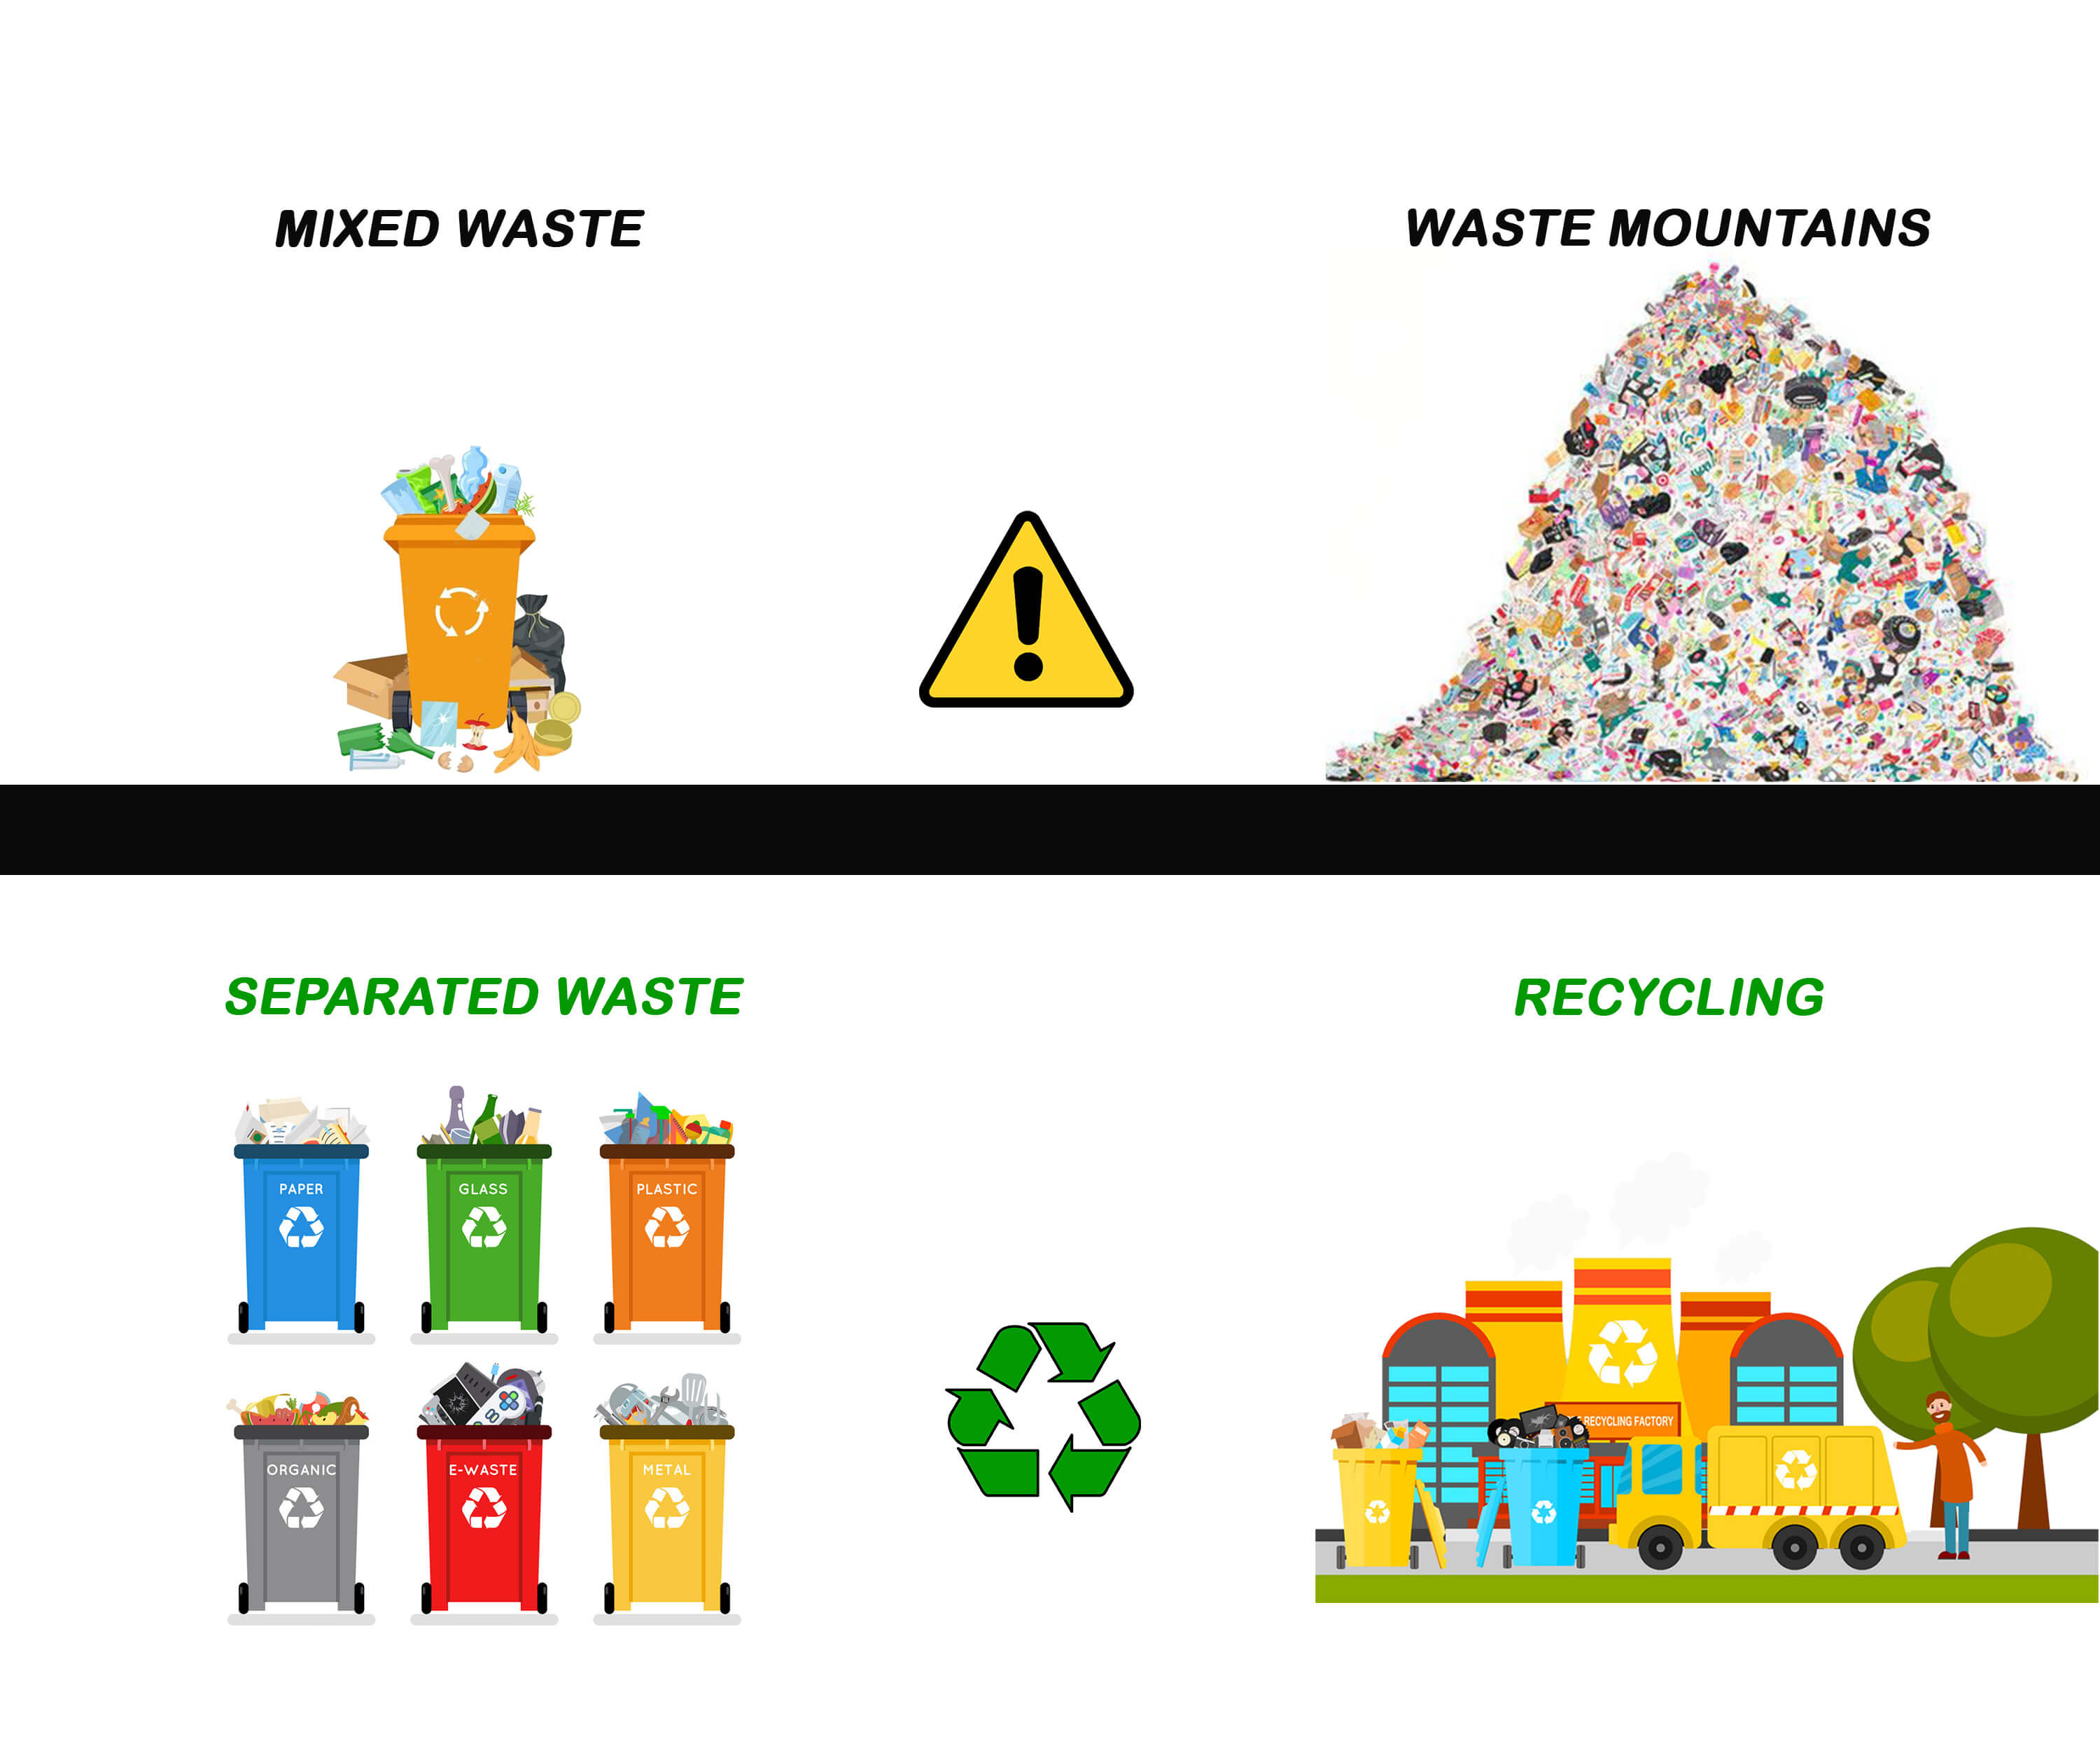 MIXED WASTE
WASTE MOUNTAINS
SEPARATED WASTE
RECYCLING
PAPER
GLASS
PLASTIC
ORGANIC
E-WASTE
METAL
RECYCLING FACTORY